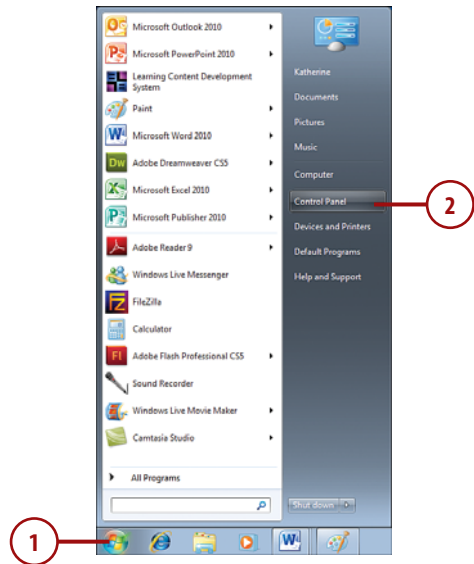 Microsoft Outlook 2010
Microsoft PowerPoint 2010
Learning Content Development
System
Paint
Microsoft Word 2010
Adobe Dreamweaver CS5
Microsoft Excel 2010
Microsoft Publisher 2010
Adobe Reader 9
Windows Live Messenger
FileZilla
Calculator
Adobe Flash Professional CS5
Sound Recorder
Windows Live Movie Maker
Camtasia Studio
All Programs
Katherine
Documents
Pictures
Music
Computer
Control Panel
2
Devices and Printers
Default Programs
Help and Support
Shut down
1